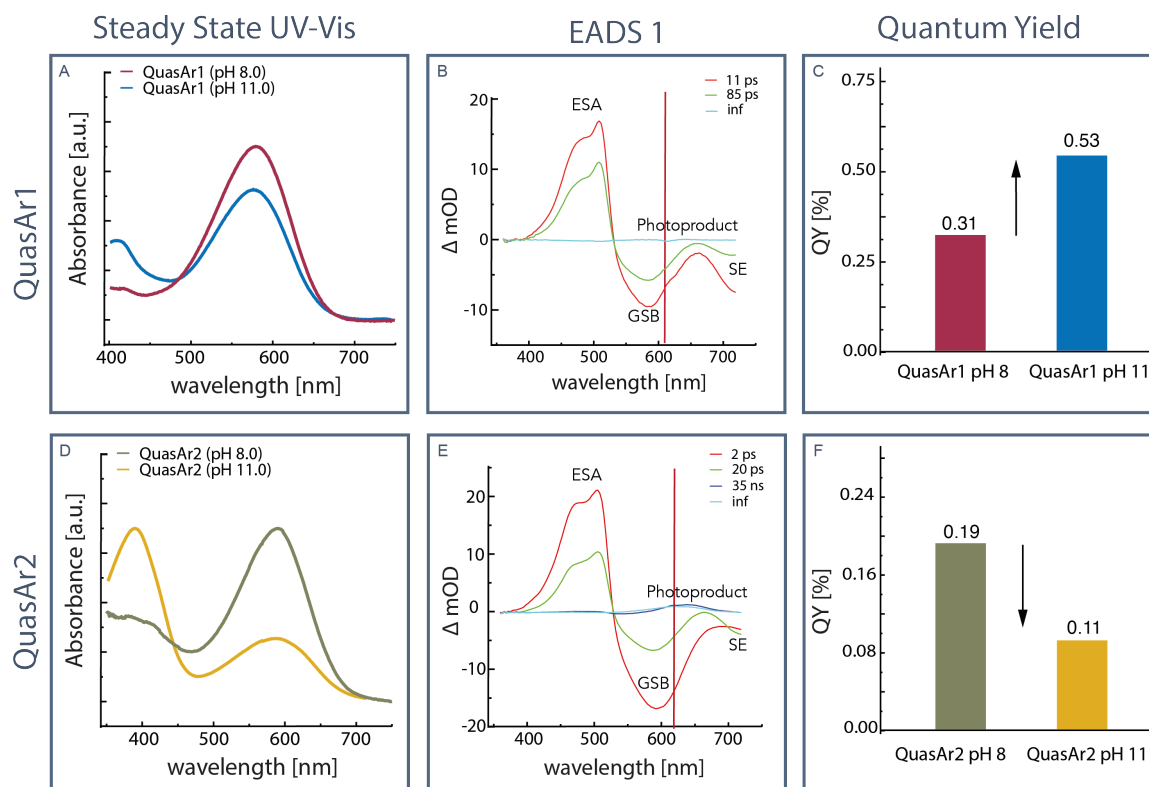 Steady State UV-Vis
EADS 1
Quantum Yield
QuasAr1
A
QuasAr1 (pH 8.0)
QuasAr1 (pH 11.0)
Absorbance [a.u.]
400
500
600
700
wavelength [nm]
B
11 ps
85 ps
inf
20
0
-10
Δ mOD
ESA
Photoproduct
SE
GSB
400
500
600
700
wavelength [nm]
C
0.75
0.50
0.25
0.00
QY [%]
0.31
0.53
QuasAr1 pH 8
QuasAr1 pH 11
QuasAr2
D
QuasAr2 (pH 8.0)
QuasAr2 (pH 11.0)
Absorbance [a.u.]
400
500
600
700
wavelength [nm]
E
2 ps
20 ps
35 ns
inf
20
10
0
-10
-20
Δ mOD
ESA
Photoproduct
SE
GSB
400
500
600
700
wavelength [nm]
F
0.24
0.16
0.08
0.00
QY [%]
0.19
0.11
QuasAr2 pH 8
QuasAr2 pH 11